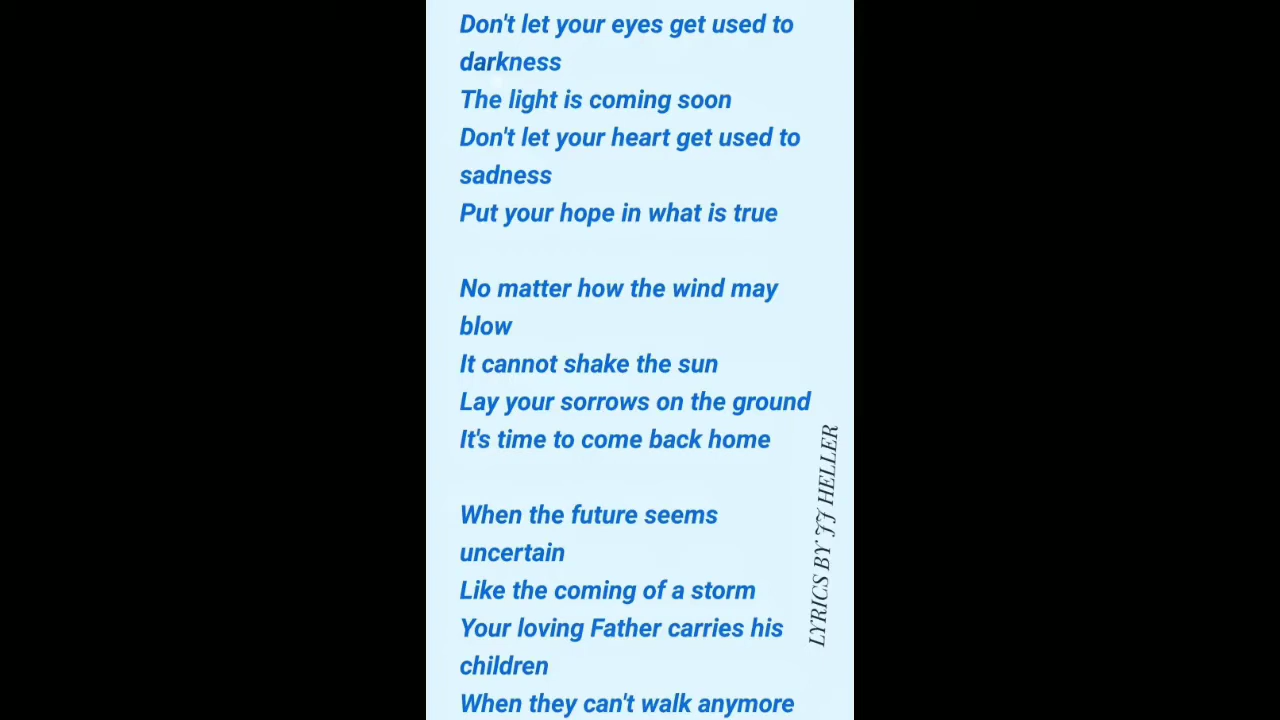 Don't let your eyes get used to
darkness
The light is coming soon
Don't let your heart get used to
sadness
Put your hope in what is true
No matter how the wind may
blow
It cannot shake the sun
Lay your sorrows on the ground
It's time to come back home
When the future seems
uncertain
Like the coming of a storm
Your loving Father carries his
children
When they can't walk anymore
LYRICS BY JJ HELLER